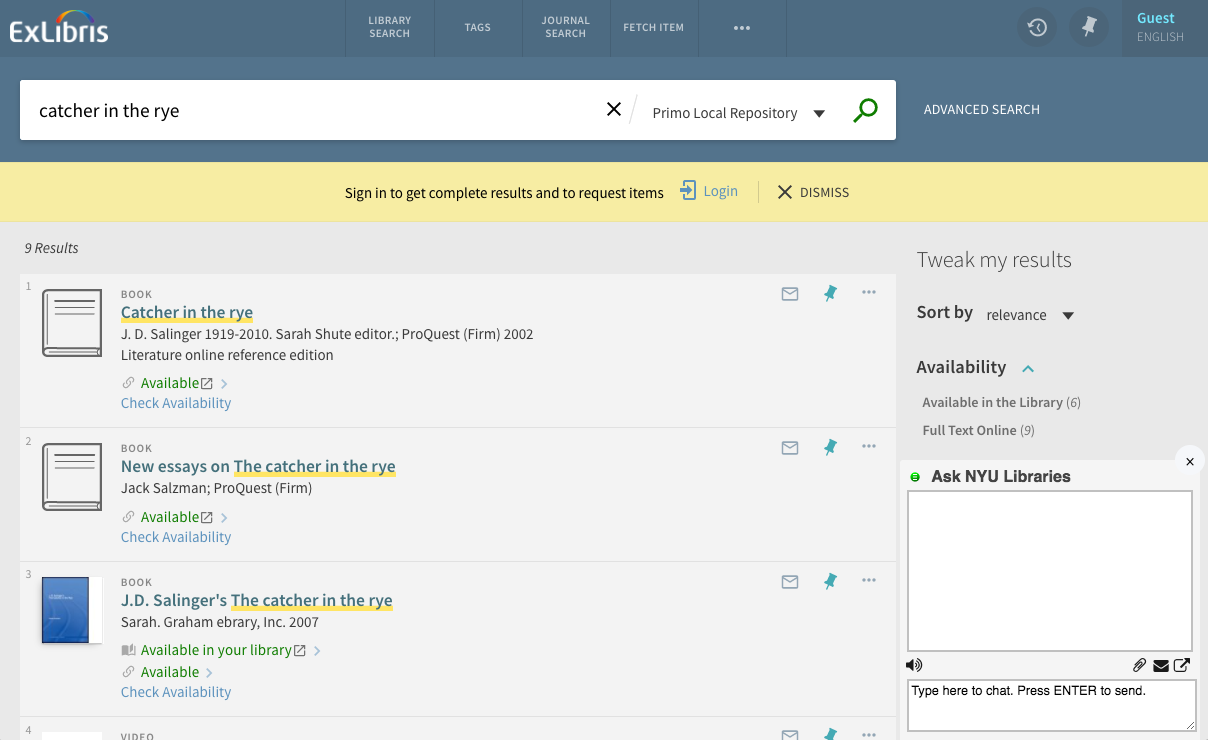 ExLibris
LIBRARY
SEARCH
TAGS
JOURNAL
SEARCH
FETCH ITEM
Guest
ENGLISH
catcher in the rye
Primo Local Repository
ADVANCED SEARCH
Sign in to get complete results and to request items
Login
DISMISS
9 Results
1
BOOK
Catcher in the rye
J. D. Salinger 1919-2010. Sarah Shute editor.; ProQuest (Firm) 2002
Literature online reference edition
Available
Check Availability
2
BOOK
New essays on The catcher in the rye
Jack Salzman; ProQuest (Firm)
Available
Check Availability
3
BOOK
J.D. Salinger's The catcher in the rye
Sarah. Graham ebrary, Inc. 2007
Available in your library
Available
Check Availability
4
VIDEO
Tweak my results
Sort by relevance
Availability
Available in the Library (6)
Full Text Online (9)
Ask NYU Libraries
Type here to chat. Press ENTER to send.